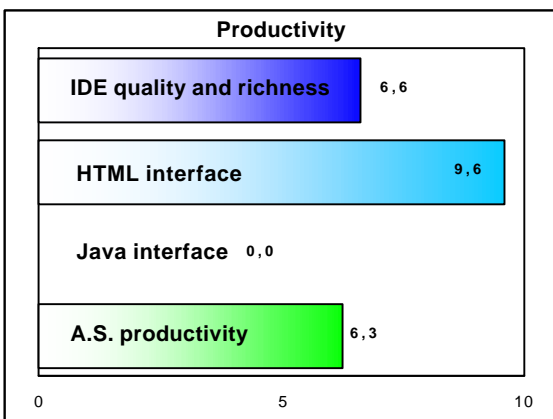 Productivity
IDE quality and richness 6,6
HTML interface 9,6
Java interface 0,0
A.S. productivity 6,3
0 5 10